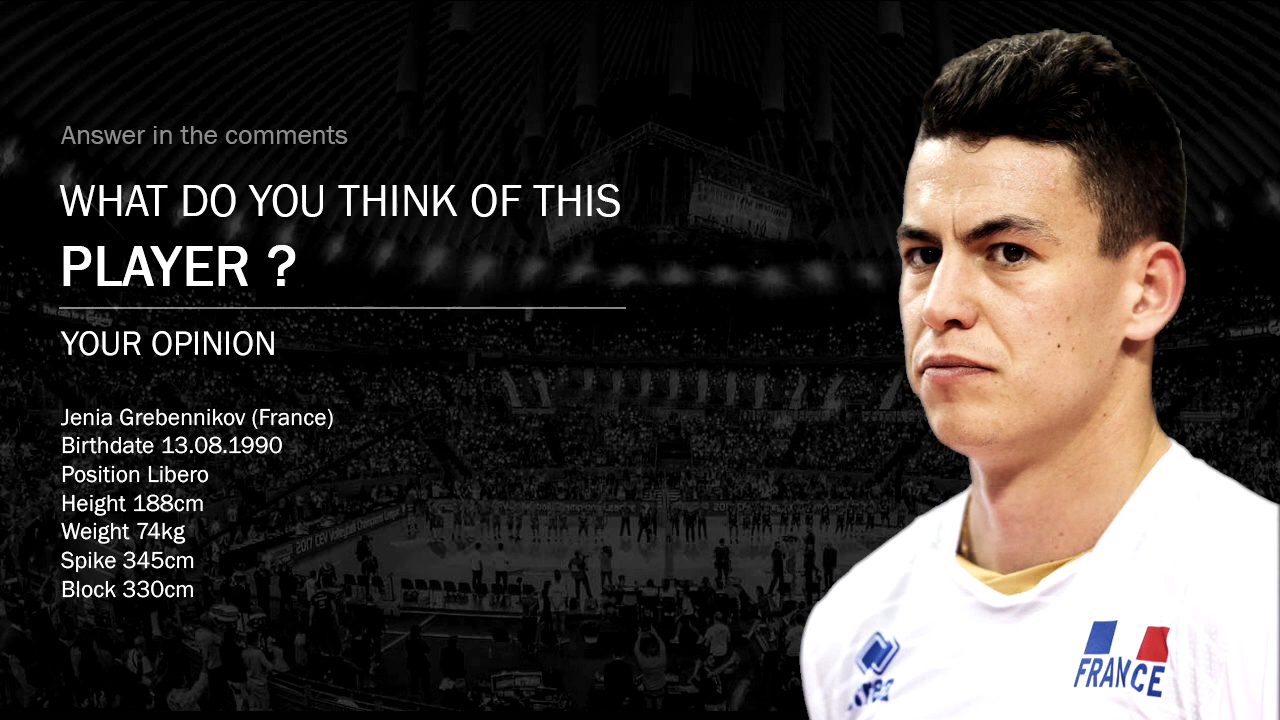 Answer in the comments
WHAT DO YOU THINK OF THIS
PLAYER ?
YOUR OPINION
Jenia Grebennikov (France)
Birthdate 13.08.1990
Position Libero
Height 188cm
Weight 74kg
Spike 345cm
Block 330cm
FRANCE